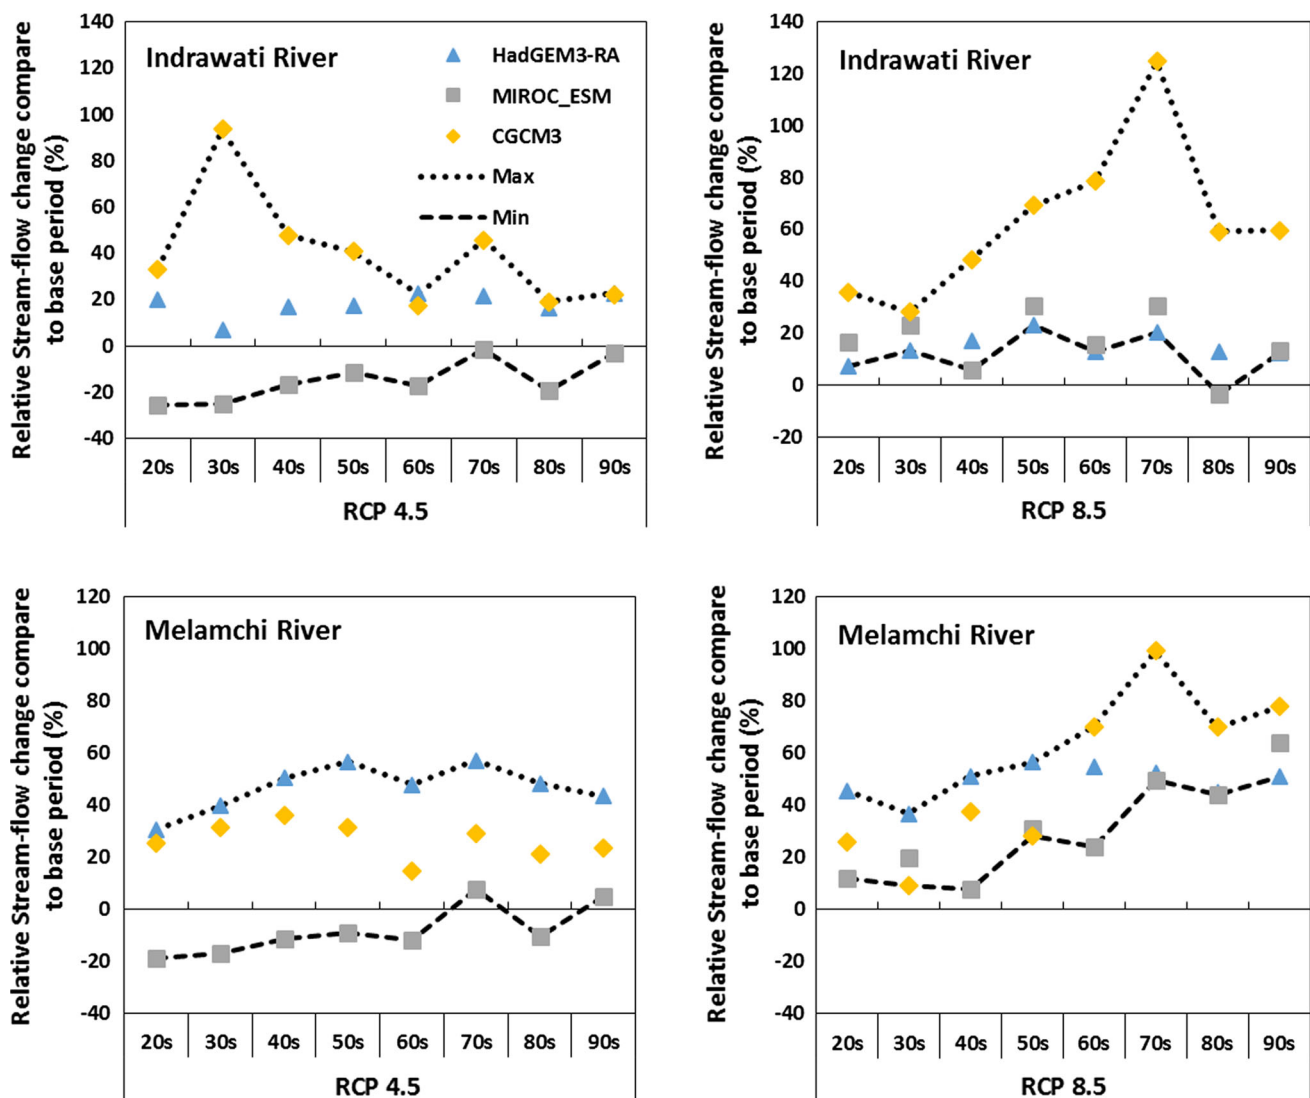 Relative Stream-flow change compare
to base period (%)
140
120
100
80
60
40
20
0
-20
-40
Indrawati River
HadGEM3-RA
MIROC_ESM
CGCM3
Max
Min
20s 30s 40s 50s 60s 70s 80s 90s
RCP 4.5
Relative Stream-flow change compare
to base period (%)
140
120
100
80
60
40
20
0
-20
Indrawati River
20s 30s 40s 50s 60s 70s 80s 90s
RCP 8.5
Relative Stream-flow change compare
to base period (%)
120
100
80
60
40
20
0
-20
-40
Melamchi River
20s 30s 40s 50s 60s 70s 80s 90s
RCP 4.5
Relative Stream-flow change compare
to base period (%)
120
100
80
60
40
20
0
-20
-40
Melamchi River
20s 30s 40s 50s 60s 70s 80s 90s
RCP 8.5